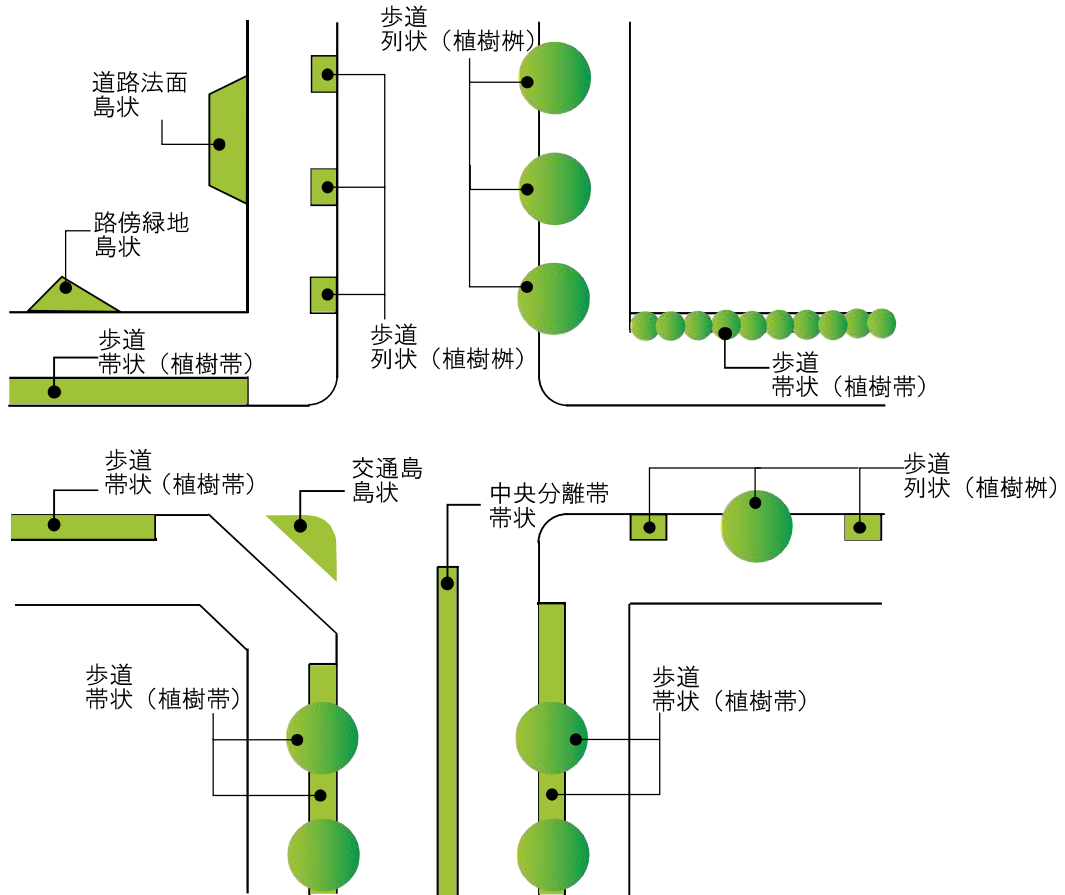 歩道
列状（植樹桝）
道路法面
島状
路傍緑地
島状
歩道
列状（植樹桝）
歩道
帯状（植樹帯）
歩道
帯状（植樹帯）
歩道
帯状（植樹帯）
交通島
島状
中央分離帯
帯状
歩道
列状（植樹桝）
歩道
帯状（植樹帯）
歩道
帯状（植樹帯）